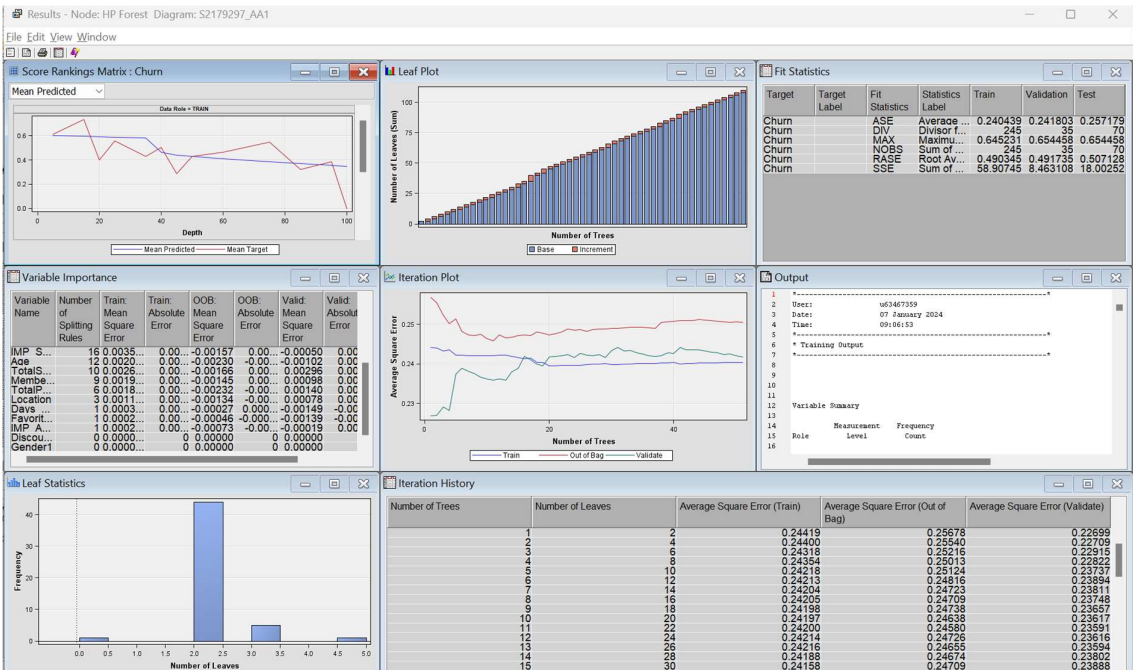 Results - Node: HP Forest Diagram: S2179297_AA1
File Edit View Window
Score Rankings Matrix : Churn
Mean Predicted
Data Role = TRAIN
0.6
0.4
0.2
0.0
0 20 40 60 80 100
Depth
Mean Predicted Mean Target
Leaf Plot
Number of Leaves (Sum)
100
75
50
25
0
Number of Trees
Base Increment
Fit Statistics
Target Target Label Fit Statistics Statistics Label Train Validation Test
Churn ASE Average ... 0.240439 0.241803 0.257179
Churn DIV Divisor f... 245 35 70
Churn MAX Maximu... 0.645231 0.654458 0.654458
Churn NOBS Sum of ... 245 35 70
Churn RASE Root Av... 0.490345 0.491735 0.507128
Churn SSE Sum of ... 58.90745 8.463108 18.00252
Variable Importance
Variable Name Number of Splitting Rules Train: Mean Square Error Train: Absolute Error OOB: Mean Square Error OOB: Absolute Error Valid: Mean Square Error Valid: Absolut Error
IMP S... 16 0.0035... 0.00... -0.00157 0.00... -0.00050 0.00
Age 12 0.0020... 0.00... -0.00230 -0.00... -0.00102 0.00
TotalS... 10 0.0026... 0.00... -0.00166 0.00... 0.00296 0.00
Membe... 9 0.0019... 0.00... -0.00145 0.00... 0.00098 0.00
TotalP... 6 0.0018... 0.00... -0.00232 -0.00... 0.00140 0.00
Location 3 0.0011... 0.00... -0.00134 -0.00... 0.00078 0.00
Days ... 1 0.0003... 0.00... -0.00027 0.000... -0.00149 -0.00
Favorit... 1 0.0002... 0.00... -0.00046 -0.000... -0.00139 -0.00
IMP A... 1 0.0002... 0.00... -0.00073 -0.00... -0.00019 0.00
Discou... 0 0.0000... 0 0.00000 0 0.00000
Gender1 0 0.0000... 0 0.00000 0 0.00000
Iteration Plot
Average Square Error
0.25
0.24
0.23
0 20 40
Number of Trees
Train Out of Bag Validate
Output
1 *------------------------------------------------------------*
2 User: u63467359
3 Date: 07 January 2024
4 Time: 09:06:53
5 *------------------------------------------------------------*
6 * Training Output
7 *------------------------------------------------------------*
8
9
10
11
12 Variable Summary
13
14 Measurement Frequency
15 Role Level Count
16
Leaf Statistics
Frequency
40
30
20
10
0
0.0 0.5 1.0 1.5 2.0 2.5 3.0 3.5 4.0 4.5 5.0
Number of Leaves
Iteration History
Number of Trees Number of Leaves Average Square Error (Train) Average Square Error (Out of Bag) Average Square Error (Validate)
1 2 0.24419 0.25678 0.22699
2 4 0.24400 0.25540 0.22709
3 6 0.24318 0.25216 0.22915
4 8 0.24354 0.25013 0.22822
5 10 0.24218 0.25124 0.23737
6 12 0.24213 0.24816 0.23894
7 14 0.24204 0.24723 0.23811
8 16 0.24205 0.24709 0.23748
9 18 0.24198 0.24738 0.23657
10 20 0.24197 0.24638 0.23617
11 22 0.24200 0.24580 0.23591
12 24 0.24214 0.24726 0.23616
13 26 0.24216 0.24655 0.23594
14 28 0.24188 0.24674 0.23802
15 30 0.24158 0.24709 0.23882